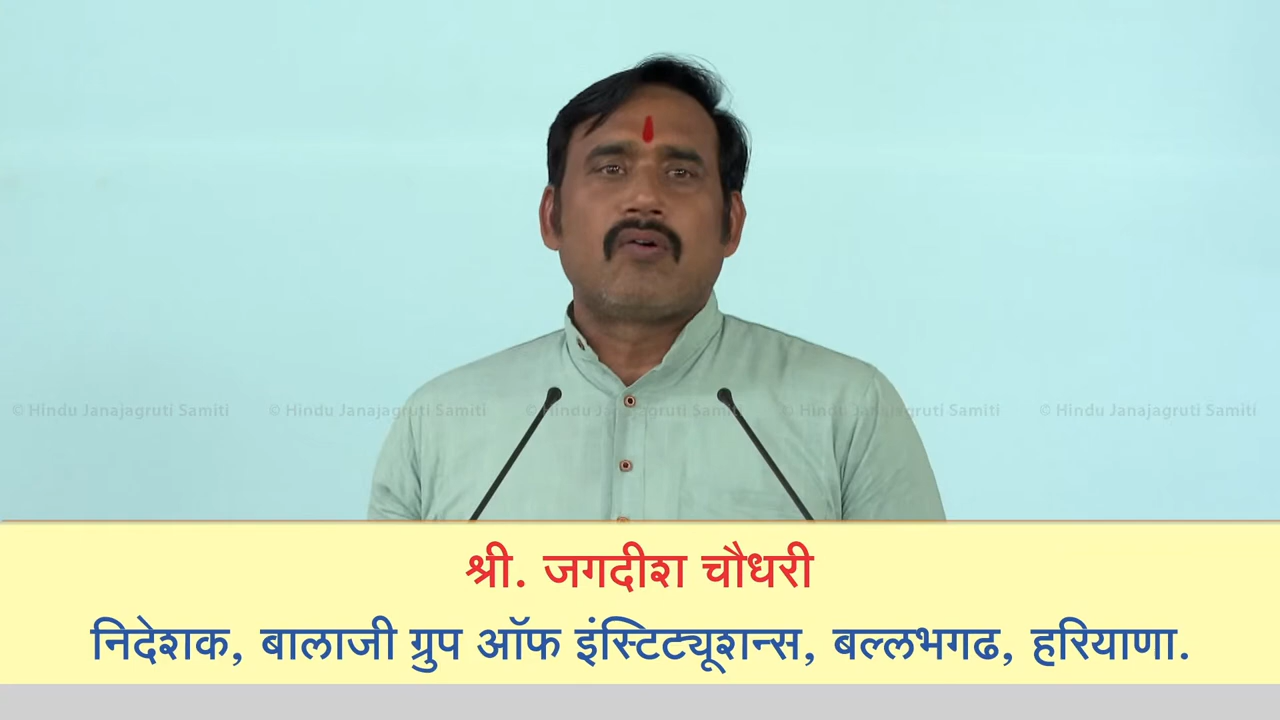 © Hindu Janajagruti Samiti © Hindu Janajagruti Samiti © Hindu Janajagruti Samiti © Hindu Janajagruti Samiti © Hindu Janajagruti Samiti
श्री. जगदीश चौधरी
निदेशक, बालाजी ग्रुप ऑफ इंस्टिट्यूशन्स, बल्लभगढ, हरियाणा.